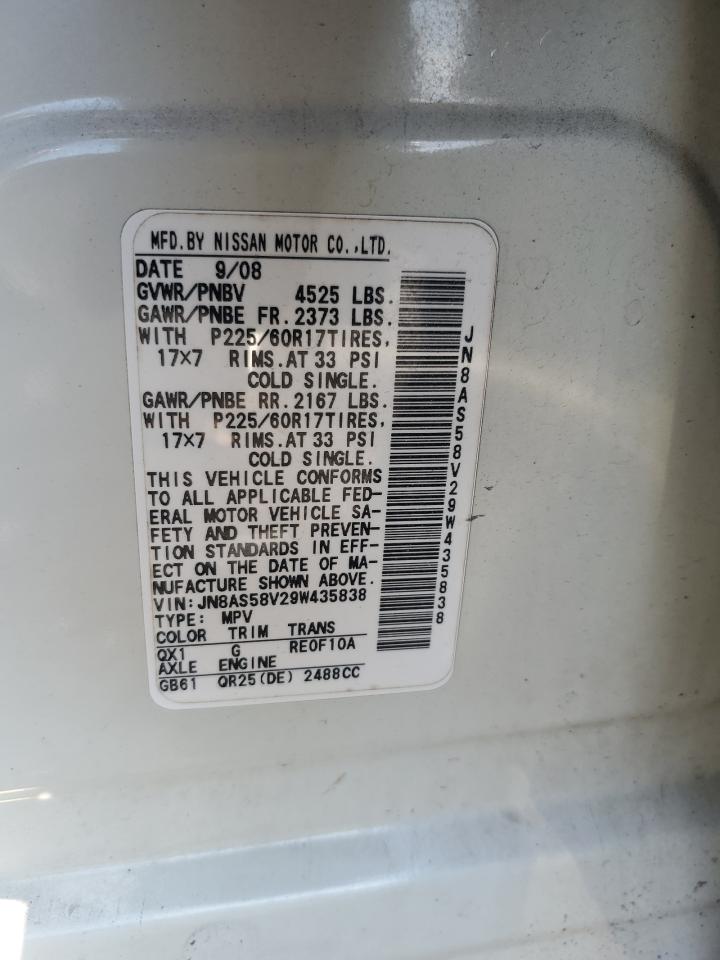 MFD.BY NISSAN MOTOR CO.,LTD.
DATE 9/08
GVWR/PNBV 4525 LBS.
GAWR/PNBE FR.2373 LBS.
WITH P225/60R17TIRES,
17×7 RIMS.AT 33 PSI
COLD SINGLE.
GAWR/PNBE RR.2167 LBS.
WITH P225/60R17TIRES,
17×7 RIMS.AT 33 PSI
COLD SINGLE.
THIS VEHICLE CONFORMS
TO ALL APPLICABLE FED-
ERAL MOTOR VEHICLE SA-
FETY AND THEFT PREVEN-
TION STANDARDS IN EFF-
ECT ON THE DATE OF MA-
NUFACTURE SHOWN ABOVE.
VIN:JN8AS58V29W435838
TYPE: MPV
COLOR TRIM TRANS
QX1 G RE0F10A
AXLE ENGINE
GB61 QR25(DE) 2488CC
JN8AS58V29W435838